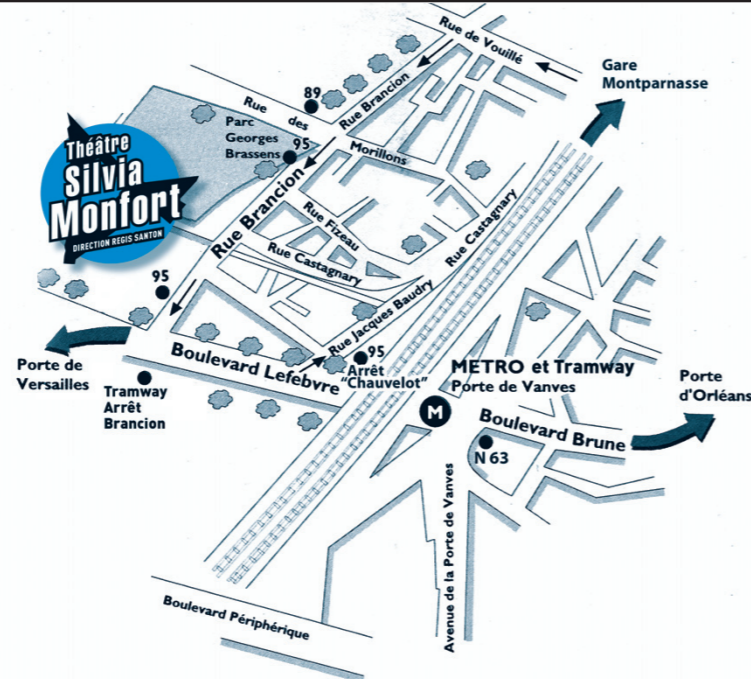 Rue de Vouillé
Gare
Montparnasse
89
Rue des
Morillons
Rue Brancion
Parc
Georges
Brassens
95
Théâtre
Silvia
Monfort
DIRECTION REGIS SANTON
Rue Brancion
Rue Fizeau
Rue Castagnary
Rue Castagnary
95
Rue Jacques Baudry
Porte de
Versailles
Boulevard Lefebvre
95
Arrêt
"Chauvelot"
METRO et Tramway
Porte de Vanves
Tramway
Arrêt
Brancion
M
Boulevard Brune
Porte
d'Orléans
N 63
Avenue de la Porte de Vanves
Boulevard Périphérique